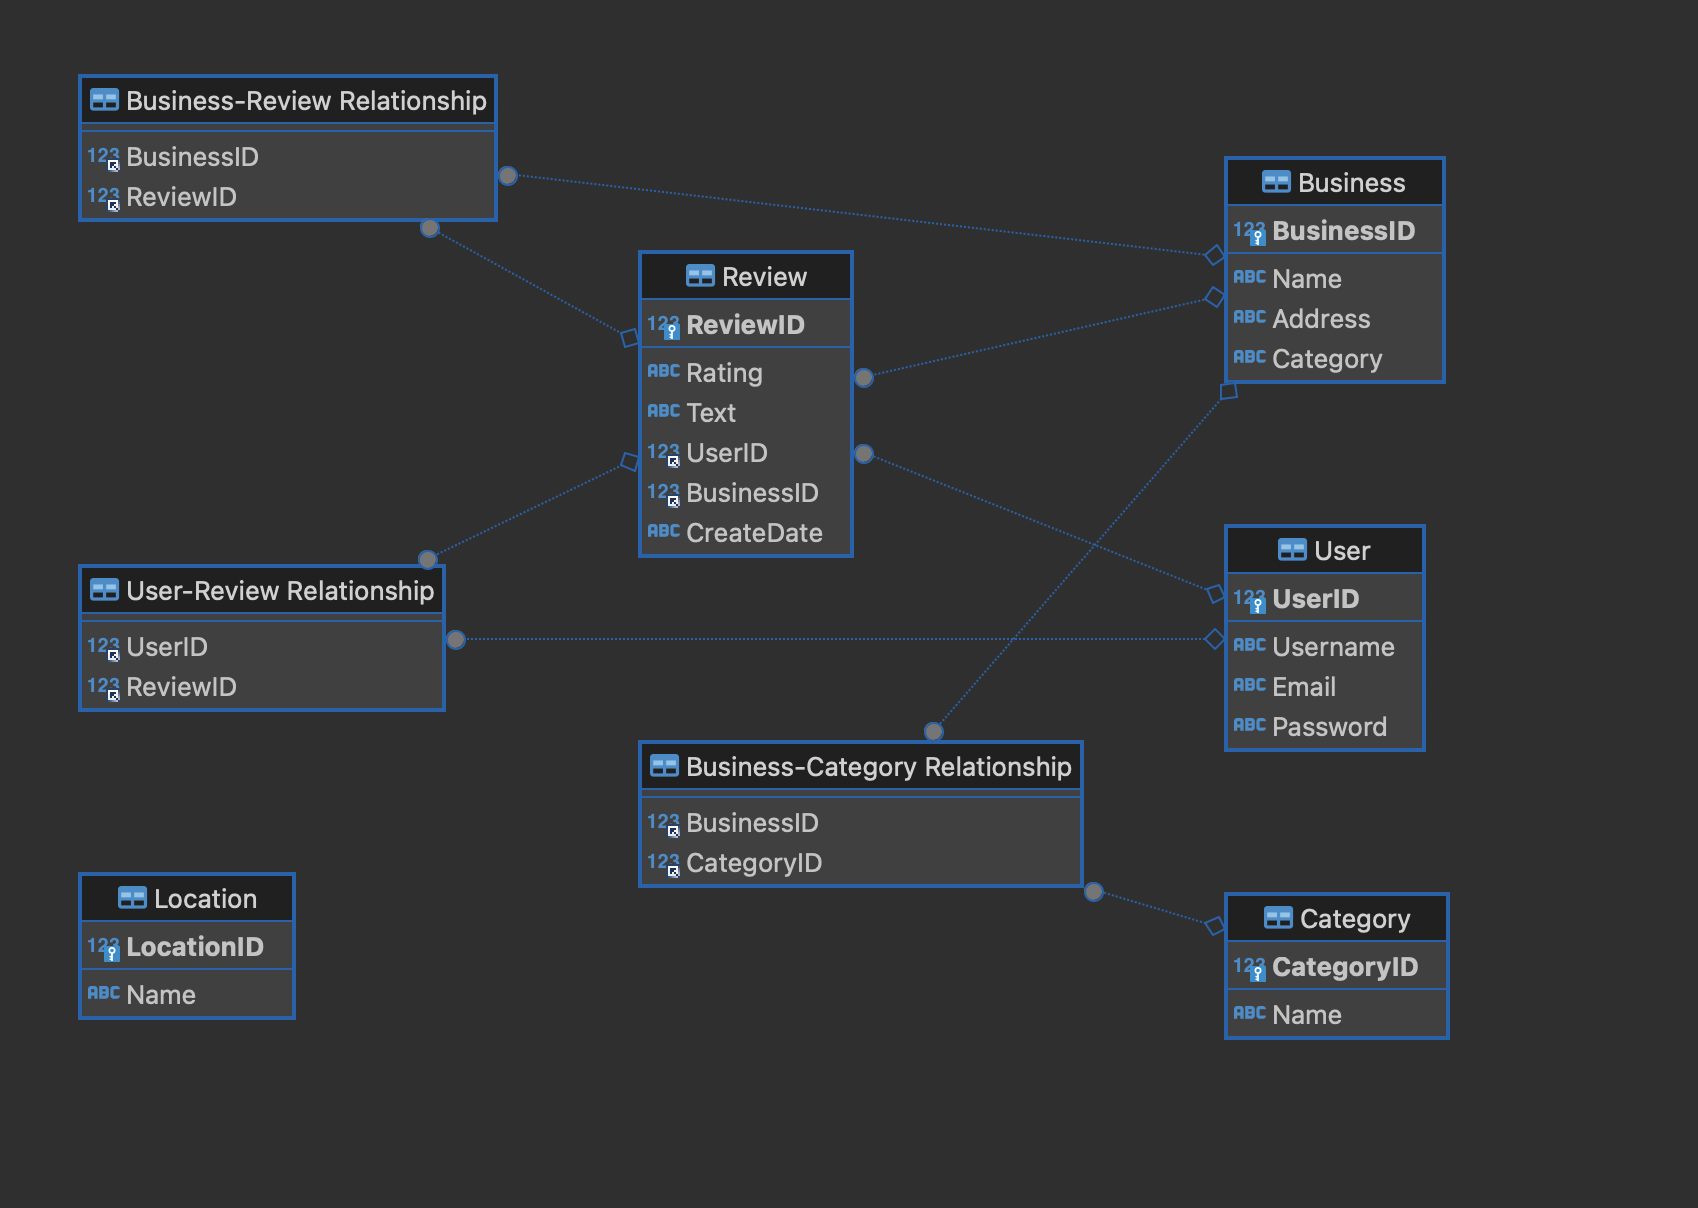 Business-Review Relationship
123 BusinessID
123 ReviewID
Business
123 BusinessID
ABC Name
ABC Address
ABC Category
Review
123 ReviewID
ABC Rating
ABC Text
123 UserID
123 BusinessID
ABC CreateDate
User-Review Relationship
123 UserID
123 ReviewID
User
123 UserID
ABC Username
ABC Email
ABC Password
Business-Category Relationship
123 BusinessID
123 CategoryID
Location
123 LocationID
ABC Name
Category
123 CategoryID
ABC Name